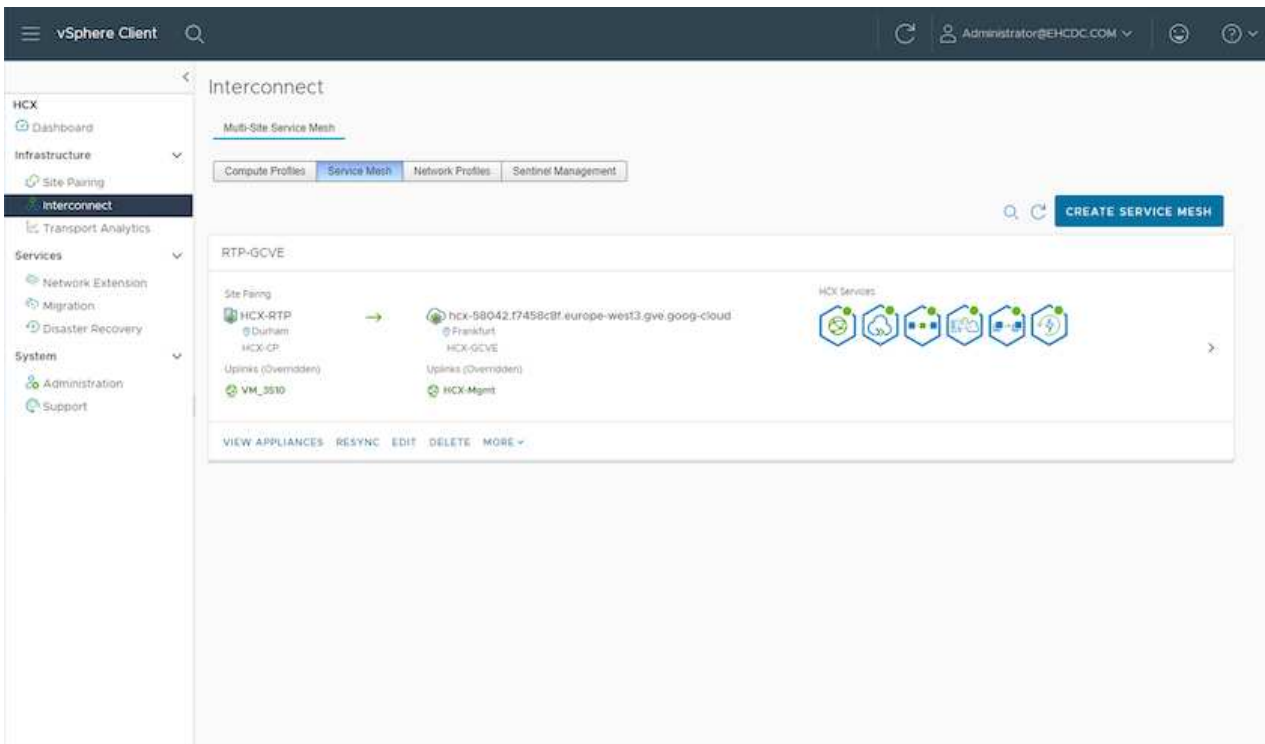 vSphere Client
Administrator@EHCDC.COM
HCX
Dashboard
Infrastructure
Site Pairing
Interconnect
Transport Analytics
Services
Network Extension
Migration
Disaster Recovery
System
Administration
Support
Interconnect
Multi-Site Service Mesh
Compute Profiles Service Mesh Network Profiles Sentinel Management
CREATE SERVICE MESH
RTP-GCVE
Site Pairing
HCX-RTP
Durham
HCX-CP
Uplinks (Overridden)
VM_3510
hcx-58042.f7458c8f.europe-west3.gve.goog-cloud
Frankfurt
HCX-GCVE
Uplinks (Overridden)
HCX-Mgmt
HCX Services
VIEW APPLIANCES RESYNC EDIT DELETE MORE